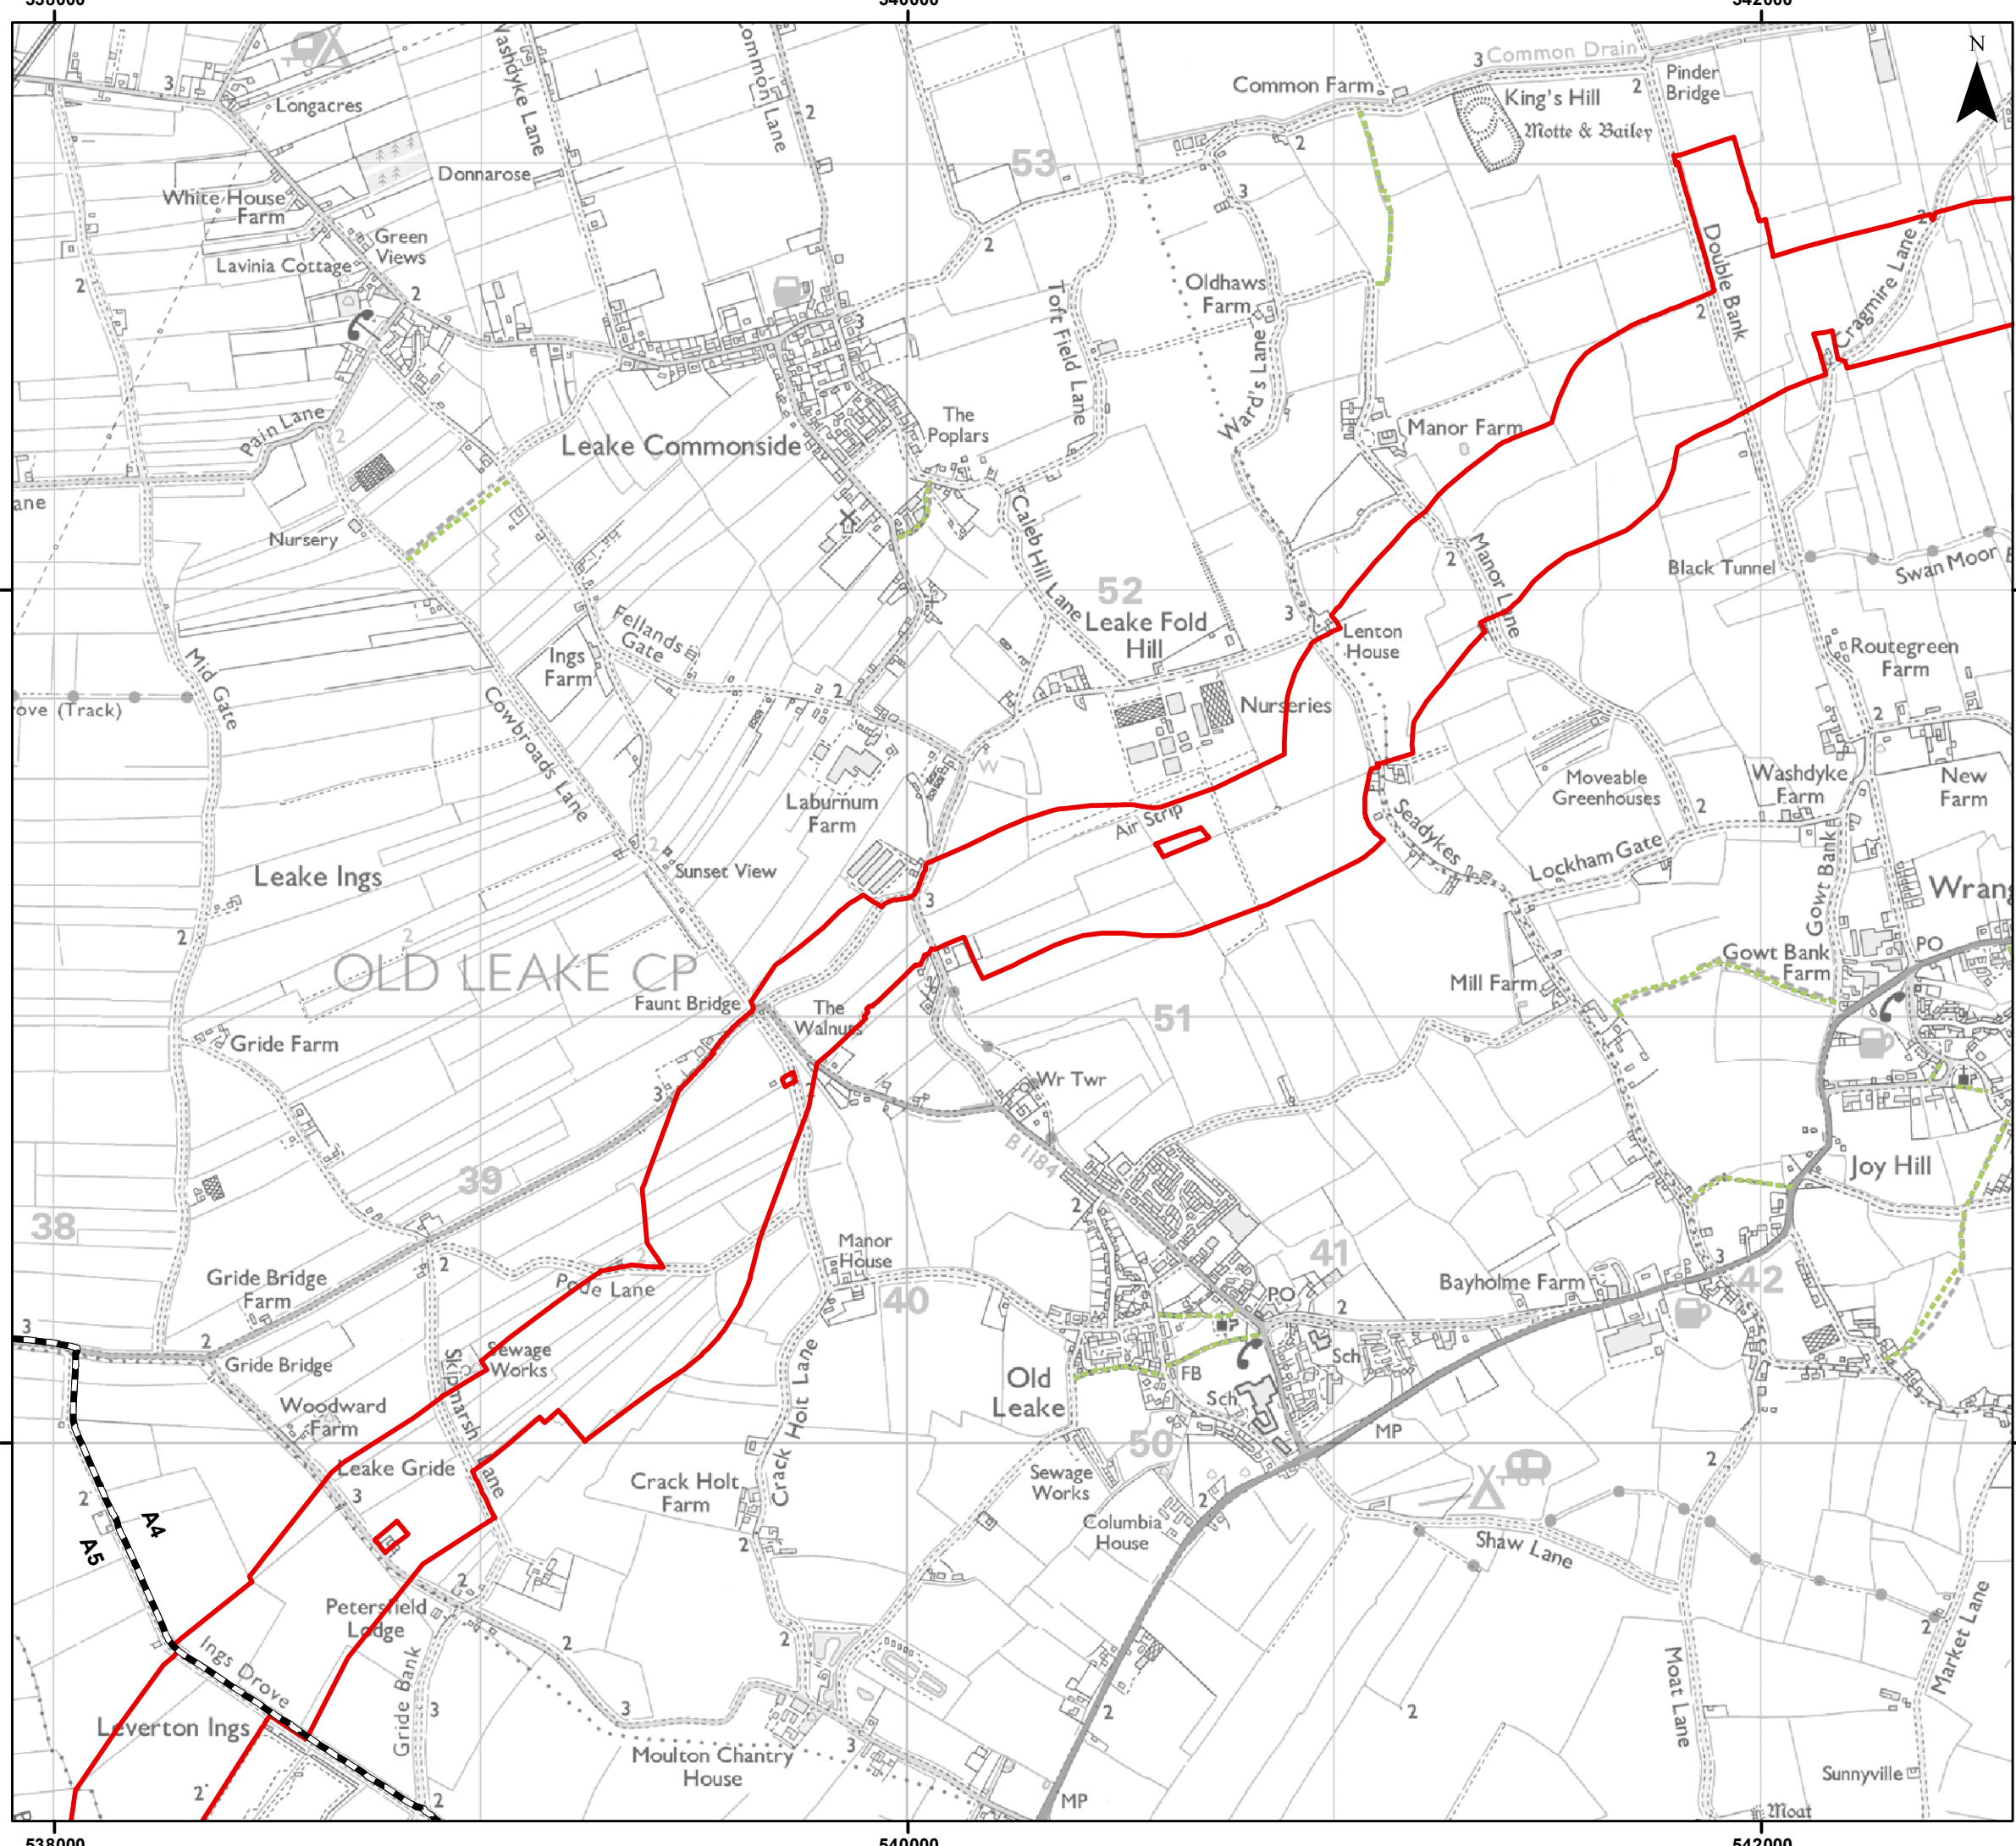 538000
540000
542000
N
Longacres
Washdyke Lane
Common Lane
Donnarose
White House
Farm
Green
Views
Lavinia Cottage
53
Common Farm
Common Drain
Pinder
Bridge
King's Hill
Motte & Bailey
Double Bank
Cragmire Lane
Oldhaws
Farm
Toft Field Lane
Ward's Lane
Pain Lane
Leake Commonside
The
Poplars
Manor Farm
Nursery
Caleb Hill Lane
Manor Lane
Black Tunnel
Swan Moor
52
Leake Fold
Hill
Lenton
House
Fellands
Gate
Ings
Farm
Mid Gate
ove (Track)
Cowbroads Lane
Nurseries
Routegreen
Farm
Laburnum
Farm
W
Air Strip
Seadykes
Moveable
Greenhouses
Washdyke
Farm
New
Farm
Lockham Gate
Gowt Bank
Leake Ings
Sunset View
OLD LEAKE CP
Faunt Bridge
The
Walnuts
51
Mill Farm
Gowt Bank
Farm
PO
Wrang
Gride Farm
Wr Twr
B1184
39
38
Joy Hill
Gride Bridge
Farm
Pode Lane
Manor
House
40
41
42
Bayholme Farm
PO
Gride Bridge
Sewage
Works
Skipmarsh
Lane
Woodward
Farm
Old
Leake
FB
Sch
Sch
MP
50
Leake Gride
Crack Holt
Farm
Crack Holt Lane
Sewage
Works
Columbia
House
Shaw Lane
A4
A5
Petersfield
Lodge
Ings Drove
Gride Bank
Leverton Ings
Moulton Chantry
House
MP
Moat Lane
Market Lane
Sunnyville
Moat
538000
540000
542000